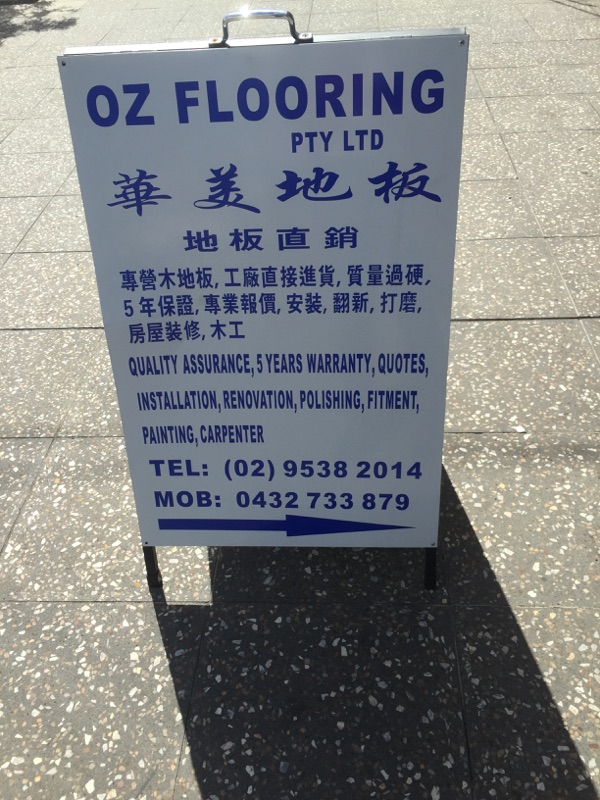 OZ FLOORING
PTY LTD
華美地板
地板直銷
專營木地板,工廠直接進貨,質量過硬,
5年保證,專業報價,安裝,翻新,打磨,
房屋裝修,木工
QUALITY ASSURANCE, 5 YEARS WARRANTY, QUOTES,
INSTALLATION, RENOVATION, POLISHING, FITMENT,
PAINTING, CARPENTER
TEL: (02) 9538 2014
MOB: 0432 733 879